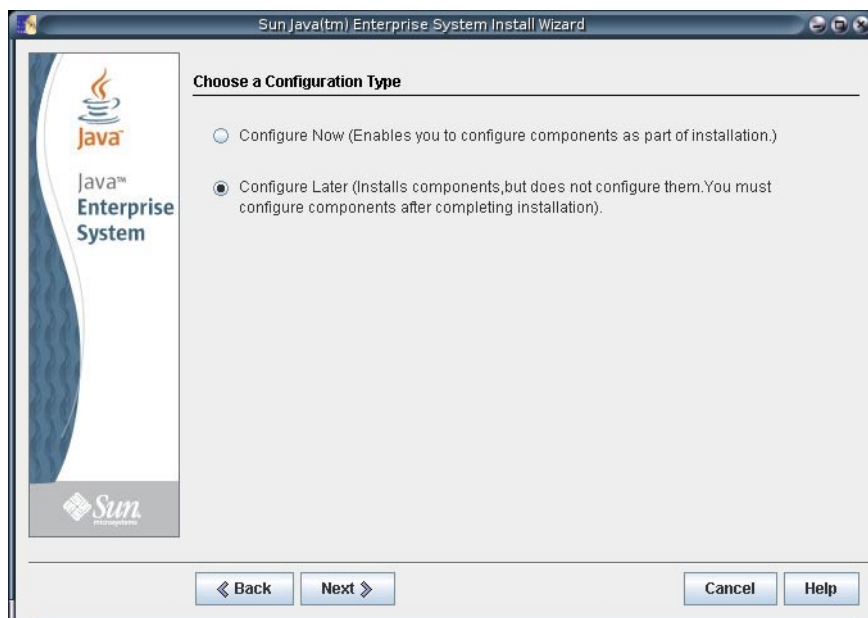 Sun Java(tm) Enterprise System Install Wizard
Java™
Java™
Enterprise
System
Sun
microsystems
Choose a Configuration Type
Configure Now (Enables you to configure components as part of installation.)
Configure Later (Installs components,but does not configure them.You must
configure components after completing installation).
Back
Next
Cancel
Help